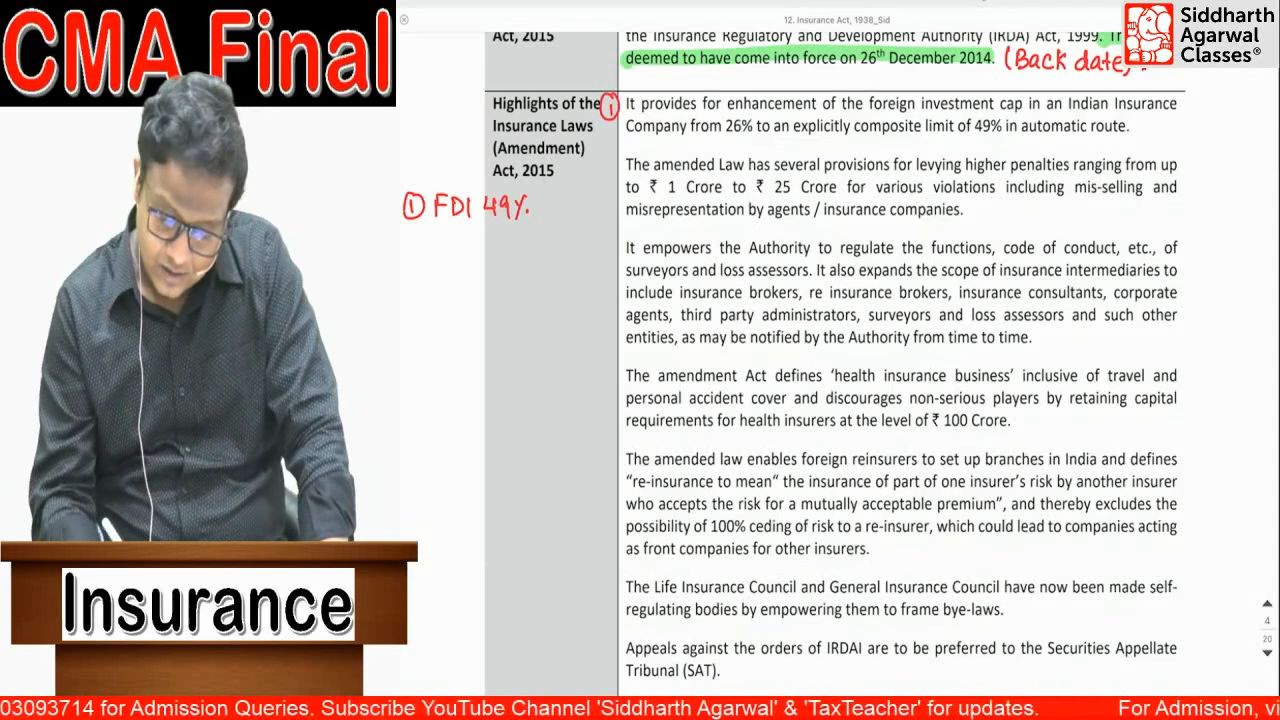 CMA Final
12. Insurance Act, 1938_Sid
Siddharth
Agarwal
Classes®
Act, 2015
the Insurance Regulatory and Development Authority (IRDA) Act, 1999.
deemed to have come into force on 26th December 2014. (Back date,
Highlights of the
Insurance Laws
(Amendment)
Act, 2015
i
① FDI 49%.
It provides for enhancement of the foreign investment cap in an Indian Insurance
Company from 26% to an explicitly composite limit of 49% in automatic route.
The amended Law has several provisions for levying higher penalties ranging from up
to ₹ 1 Crore to ₹ 25 Crore for various violations including mis-selling and
misrepresentation by agents / insurance companies.
It empowers the Authority to regulate the functions, code of conduct, etc., of
surveyors and loss assessors. It also expands the scope of insurance intermediaries to
include insurance brokers, re insurance brokers, insurance consultants, corporate
agents, third party administrators, surveyors and loss assessors and such other
entities, as may be notified by the Authority from time to time.
The amendment Act defines ‘health insurance business’ inclusive of travel and
personal accident cover and discourages non-serious players by retaining capital
requirements for health insurers at the level of ₹ 100 Crore.
The amended law enables foreign reinsurers to set up branches in India and defines
“re-insurance to mean“ the insurance of part of one insurer’s risk by another insurer
who accepts the risk for a mutually acceptable premium”, and thereby excludes the
possibility of 100% ceding of risk to a re-insurer, which could lead to companies acting
as front companies for other insurers.
The Life Insurance Council and General Insurance Council have now been made self-
regulating bodies by empowering them to frame bye-laws.
Appeals against the orders of IRDAI are to be preferred to the Securities Appellate
Tribunal (SAT).
4
20
Insurance
03093714 for Admission Queries. Subscribe YouTube Channel 'Siddharth Agarwal' & 'TaxTeacher' for updates.
For Admission, vi